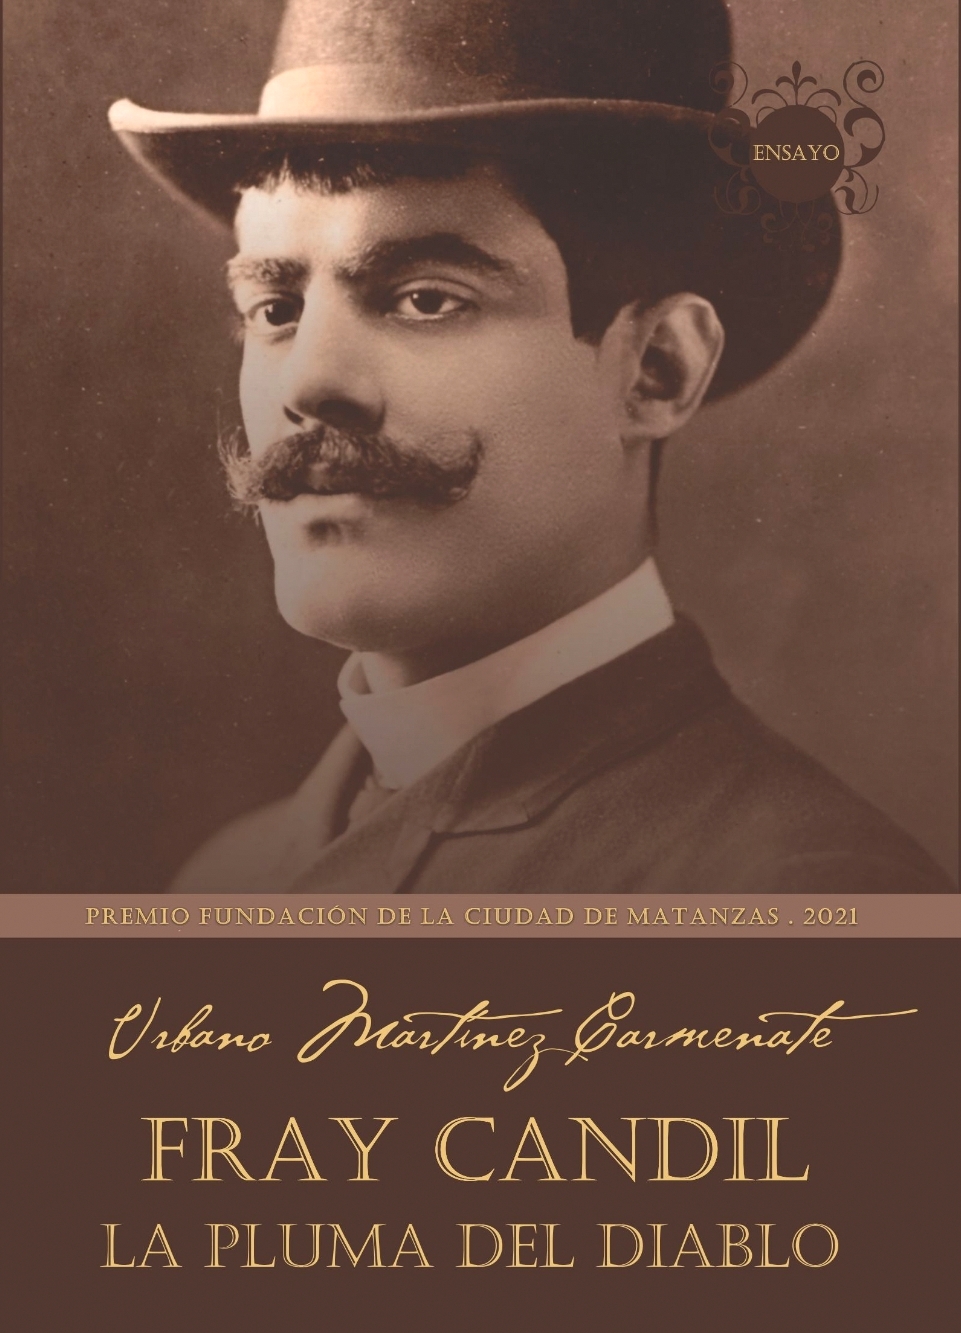 ENSAYO
PREMIO FUNDACIÓN DE LA CIUDAD DE MATANZAS . 2021
Urbano Martínez Carmenate
FRAY CANDIL
LA PLUMA DEL DIABLO